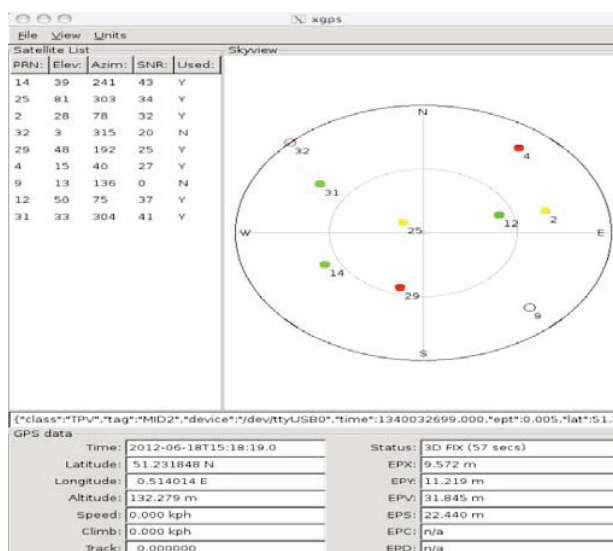 X xgps
File View Units
Satellite List
PRN: Elev: Azim: SNR: Used:
14 39 241 43 Y
25 81 303 34 Y
2 28 78 32 Y
32 3 315 20 N
29 48 192 25 Y
4 15 40 27 Y
9 13 136 0 N
12 50 75 37 Y
31 33 304 41 Y
Skyview
N
32
4
31
12
2
W
25
E
14
29
9
S
{"class":"TPV","tag":"MID2","device":"/dev/ttyUSB0","time":1340032699.000,"ept":0.005,"lat":51.
GPS data
Time: 2012-06-18T15:18:19.0
Latitude: 51.231848 N
Longitude: 0.514014 E
Altitude: 132.279 m
Speed: 0.000 kph
Climb: 0.000 kph
Track: 0.000000
Status: 3D FIX (57 secs)
EPX: 9.572 m
EPY: 11.219 m
EPV: 31.845 m
EPS: 22.440 m
EPC: n/a
EPD: n/a